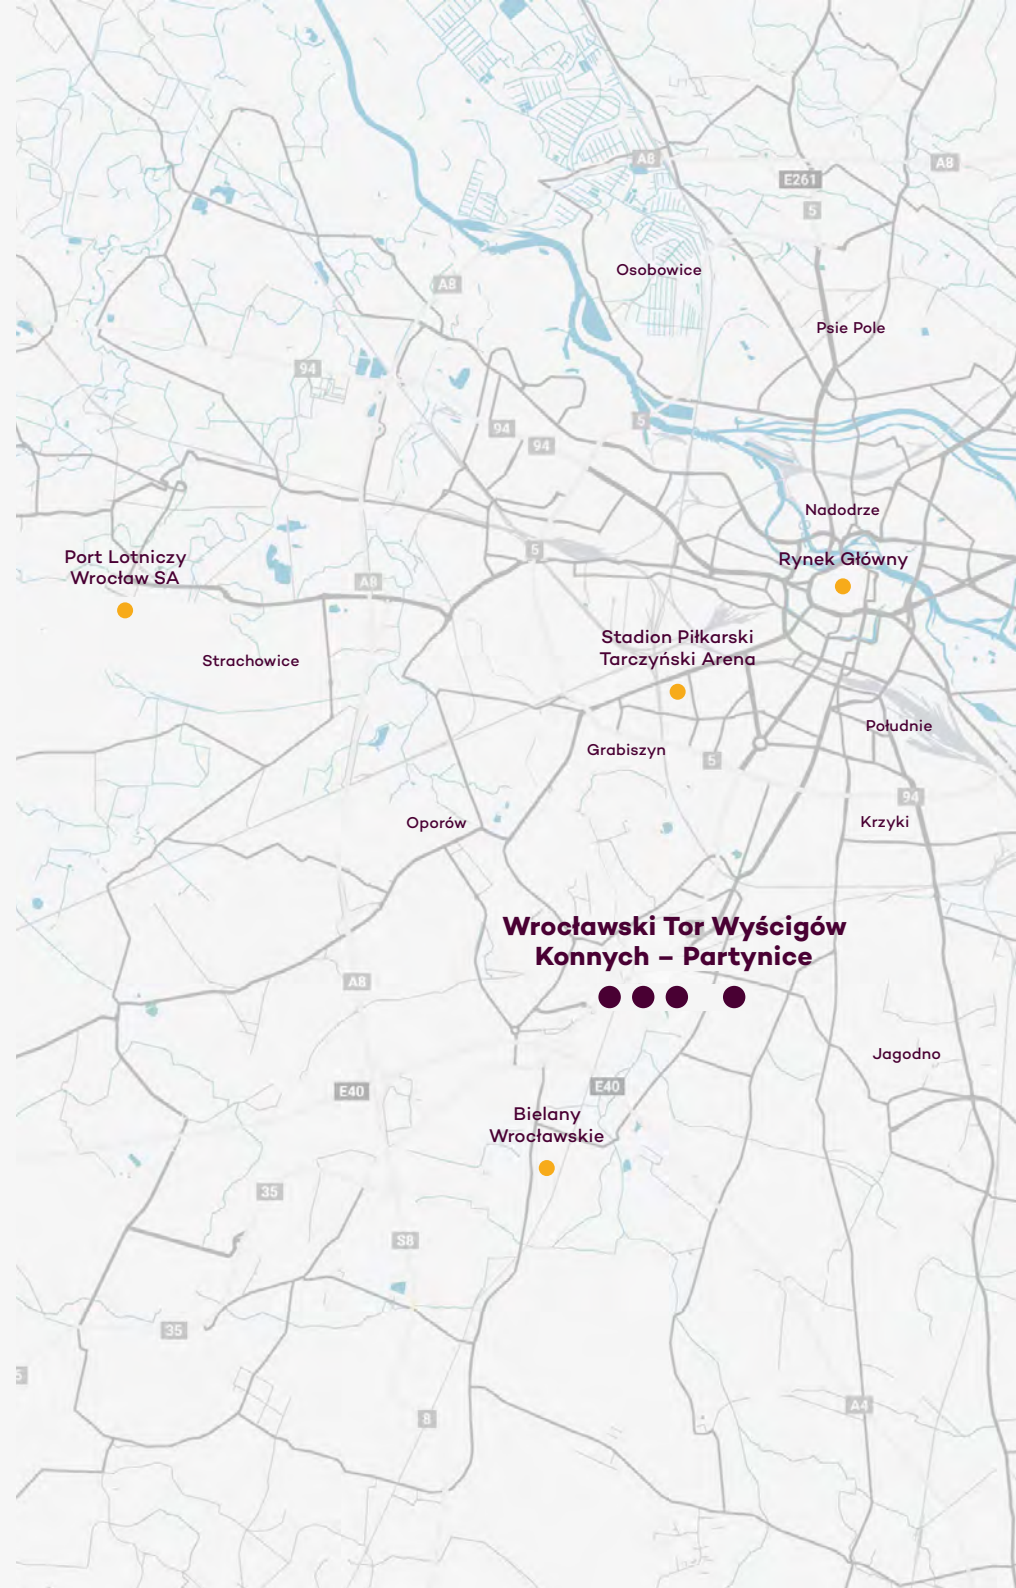 A8
A8
E261
5
Osobowice
A8
Psie Pole
94
5
94
94
Nadodrze
5
Port Lotniczy
Wrocław SA
Rynek Główny
A8
Stadion Piłkarski
Tarczyński Arena
Strachowice
Południe
Grabiszyn
5
94
Oporów
Krzyki
Wrocławski Tor Wyścigów
Konnych – Partynice
A8
Jagodno
E40
E40
Bielany
Wrocławskie
35
S8
35
5
A4
8